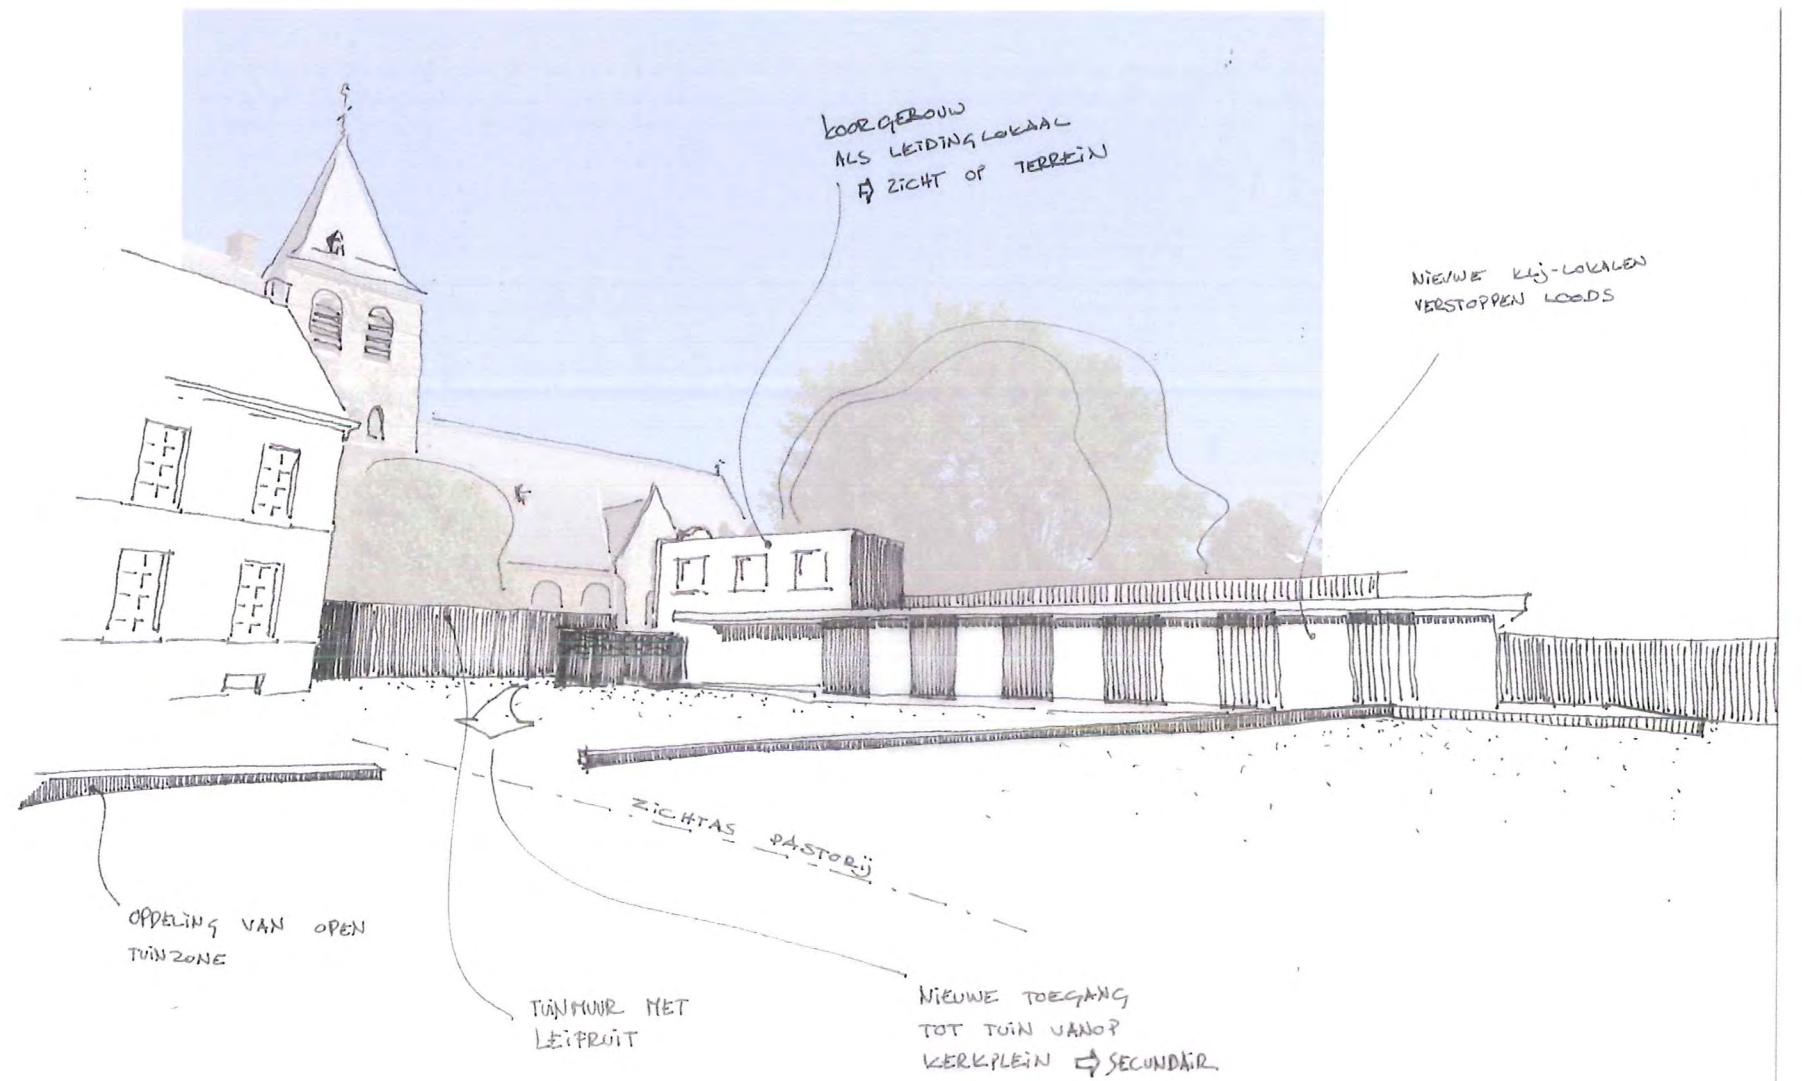 KOORGEBOUW
ALS LEIDINGLOKAAL
⇨ ZICHT OP TERREIN
NIEUWE KLJ-LOKALEN
VERSTOPPEN LOODS
ZICHTAS PASTORIJ
OPDELING VAN OPEN
TUINZONE
TUINMUUR MET
LEIFRUIT
NIEUWE TOEGANG
TOT TUIN VANOP
KERKPLEIN ⇨ SECUNDAIR